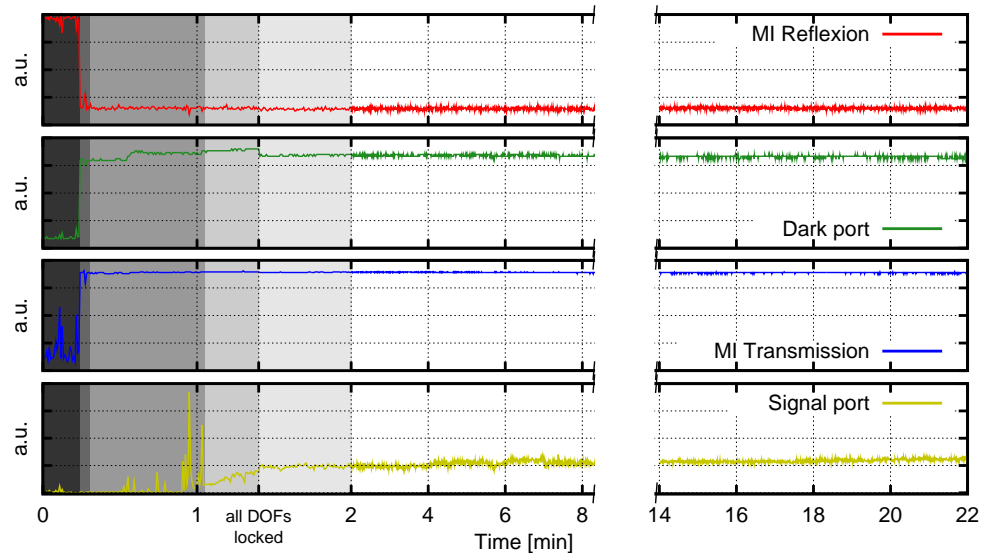 a.u.
MI Reflexion
a.u.
Dark port
a.u.
MI Transmission
a.u.
Signal port
0 1 all DOFs 2 4 6 8 14 16 18 20 22
locked
Time [min]